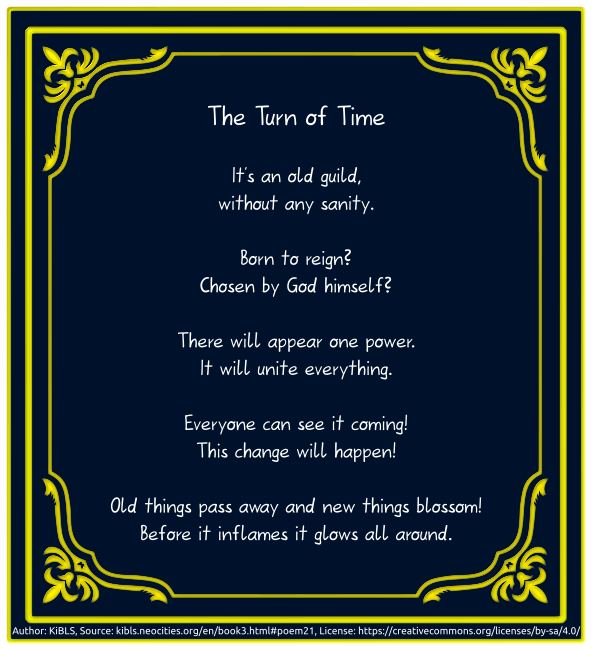 The Turn of Time
It's an old guild,
without any sanity.
Born to reign?
Chosen by God himself?
There will appear one power.
It will unite everything.
Everyone can see it coming!
This change will happen!
Old things pass away and new things blossom!
Before it inflames it glows all around.
Author: KiBLS, Source: kibls.neocities.org/en/book3.html#poem21, License: https://creativecommons.org/licenses/by-sa/4.0/